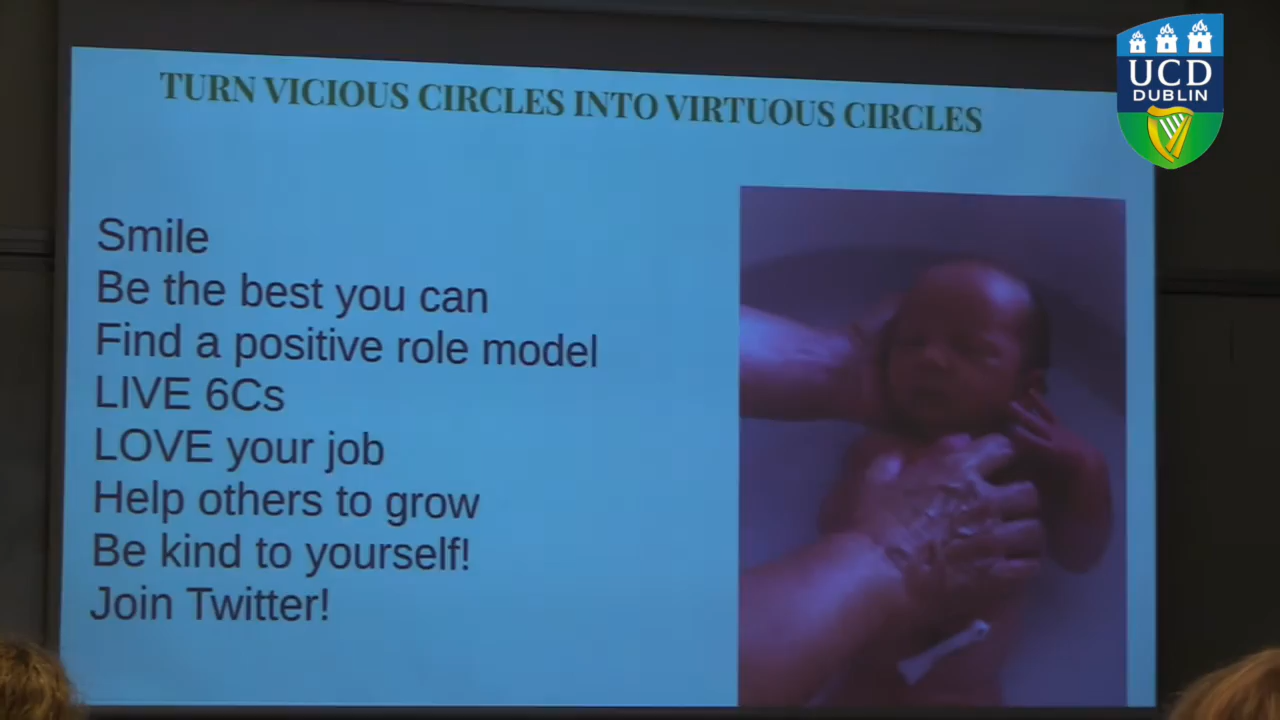 TURN VICIOUS CIRCLES INTO VIRTUOUS CIRCLES
UCD
DUBLIN
Smile
Be the best you can
Find a positive role model
LIVE 6Cs
LOVE your job
Help others to grow
Be kind to yourself!
Join Twitter!